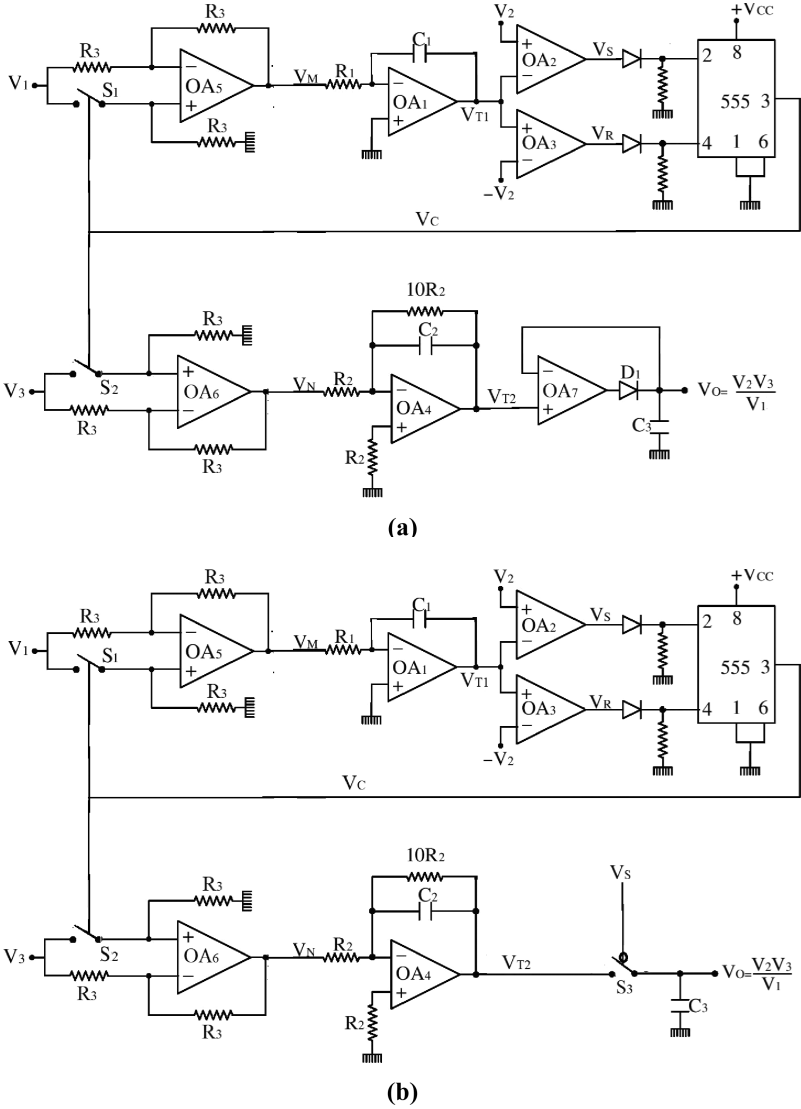 R3
C1
V2
+VCC
R3
V1
S1
OA5
VM
R1
OA1
VT1
OA2
VS
2
8
555
3
R3
OA3
VR
4
1
6
-V2
VC
10R2
R3
C2
S2
OA6
VN
R2
OA4
VT2
OA7
D1
VO= V2V3
V1
V3
R3
R3
R2
C3
(a)
R3
C1
V2
+VCC
R3
V1
S1
OA5
VM
R1
OA1
VT1
OA2
VS
2
8
555
3
R3
OA3
VR
4
1
6
-V2
VC
10R2
R3
C2
VS
S2
OA6
VN
R2
OA4
VT2
S3
VO= V2V3
V1
V3
R3
R3
R2
C3
(b)